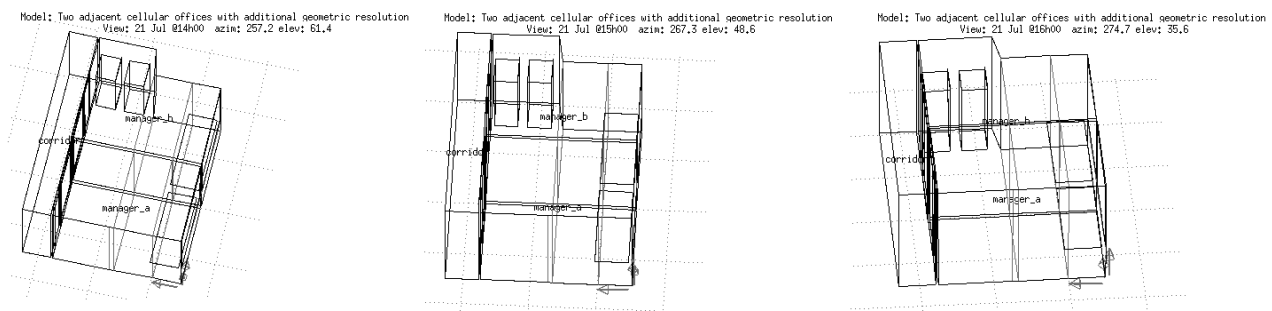 Model: Two adjacent cellular offices with additional geometric resolution
View: 21 Jul @14h00 azim: 257.2 elev: 61.4
manager_b
corridor
manager_a
Model: Two adjacent cellular offices with additional geometric resolution
View: 21 Jul @15h00 azim: 267.3 elev: 48.6
manager_b
corridor
manager_a
Model: Two adjacent cellular offices with additional geometric resolution
View: 21 Jul @16h00 azim: 274.7 elev: 35.6
manager_b
corridor
manager_a